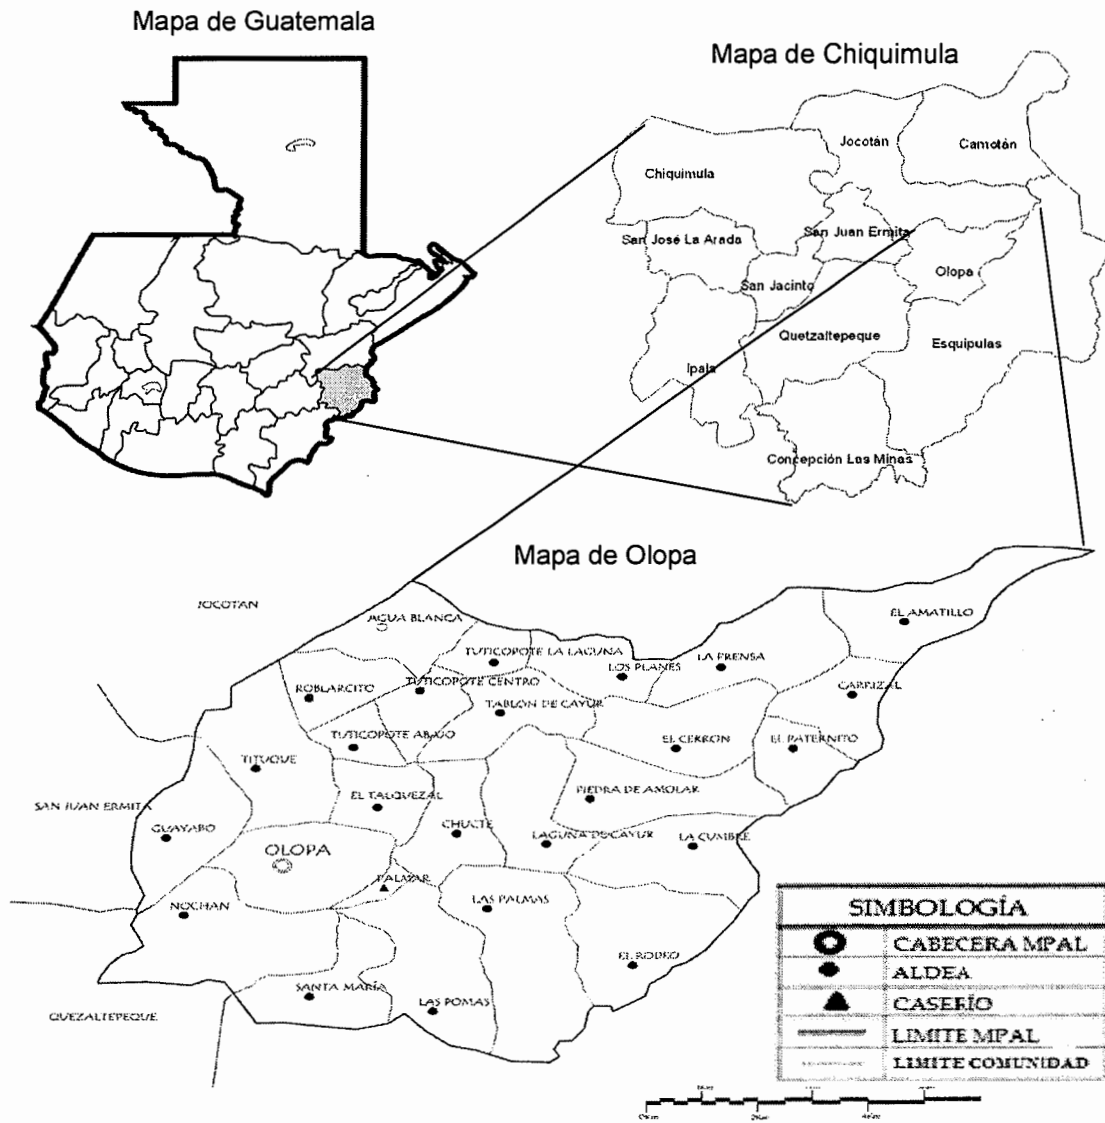 Mapa de Guatemala
Mapa de Chiquimula
Jocotán
Camotán
Chiquimula
San José La Arada
San Juan Ermita
Olopa
San Jacinto
Quetzaltepeque
Esquipulas
Ipala
Concepción Las Minas
Mapa de Olopa
JOCOTAN
AGUA BLANCA
EL AMATILLO
TUTICOPOTE LA LAGUNA
LOS PLANES
LA PRENSA
ROBLARCITO
TUTICOPOTE CENTRO
CARRIZAL
TABLON DE CAYUR
TUTICOPOTE ABAJO
EL CERRON
EL PATERNITO
TITUQUE
EL TALQUEZAL
PIEDRA DE AMOLAR
SAN JUAN ERMITA
GUAYABO
CHUCTE
LAGUNA DE CAYUR
LA CUMBRE
OLOPA
PALMAR
NOCHAN
LAS PALMAS
EL RODEO
SANTA MARÍA
LAS POMAS
QUEZALTEPEQUE
SIMBOLOGÍA
CABECERA MPAL
ALDEA
CASERÍO
LIMITE MPAL
LIMITE COMUNIDAD